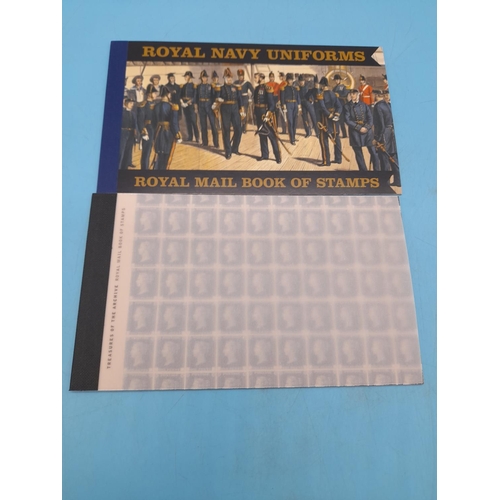 ROYAL NAVY UNIFORMS
ROYAL MAIL BOOK OF STAMPS
TREASURES OF THE ARCHIVE ROYAL MAIL BOOK OF STAMPS